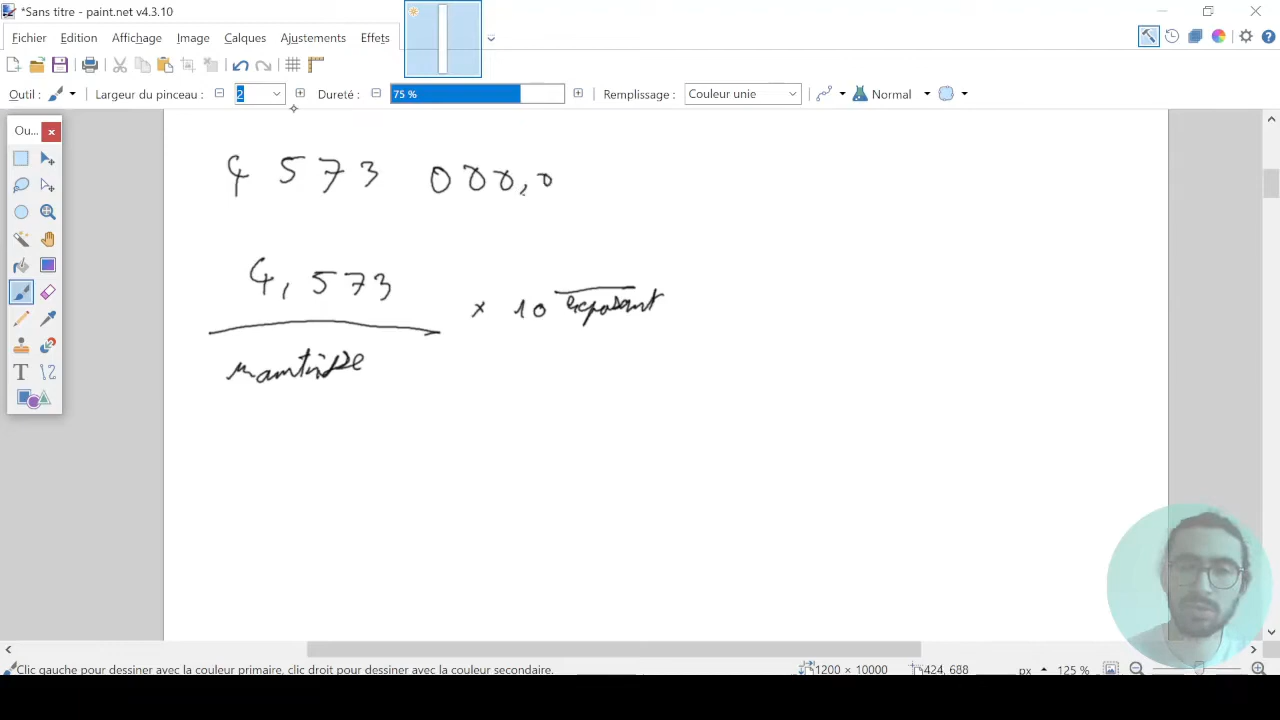 *Sans titre - paint.net v4.3.10
Fichier Edition Affichage Image Calques Ajustements Effets
Outil : Largeur du pinceau : 2 Dureté : 75 % Remplissage : Couleur unie Normal
Ou...
4 573 000,0
4,573 x 10 exposant
mantisse
Clic gauche pour dessiner avec la couleur primaire, clic droit pour dessiner avec la couleur secondaire. 1200 × 10000 424, 688 px 125 %